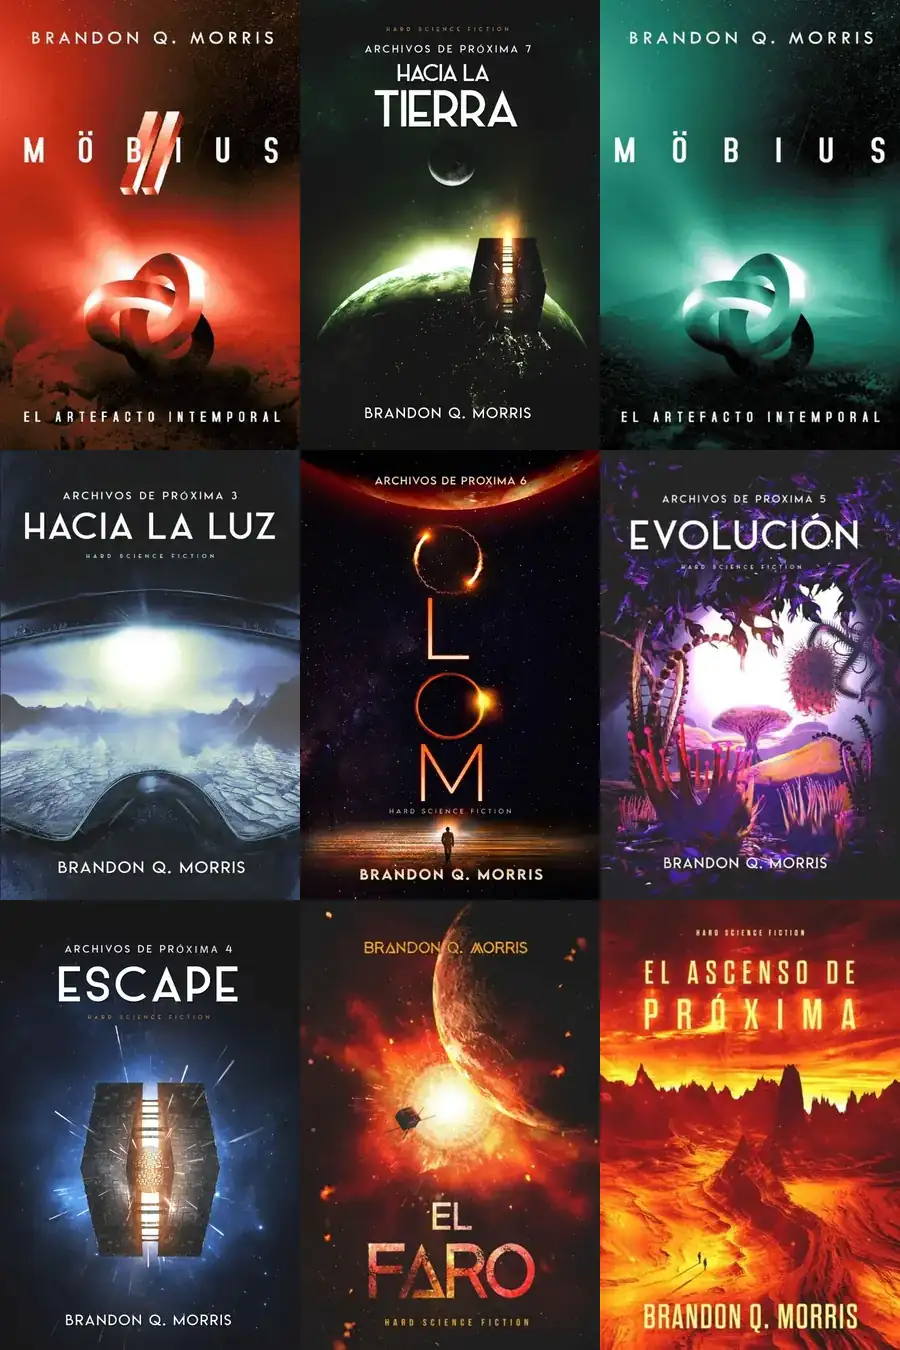 BRANDON Q. MORRIS
MÖBIUS
II
EL ARTEFACTO INTEMPORAL
HARD SCIENCE FICTION
ARCHIVOS DE PRÓXIMA 7
HACIA LA
TIERRA
BRANDON Q. MORRIS
BRANDON Q. MORRIS
MÖBIUS
EL ARTEFACTO INTEMPORAL
ARCHIVOS DE PRÓXIMA 3
HACIA LA LUZ
HARD SCIENCE FICTION
BRANDON Q. MORRIS
ARCHIVOS DE PROXIMA 6
O
L
O
M
HARD SCIENCE FICTION
BRANDON Q. MORRIS
ARCHIVOS DE PROXIMA 5
EVOLUCIÓN
HARD SCIENCE FICTION
BRANDON Q. MORRIS
ARCHIVOS DE PRÓXIMA 4
ESCAPE
HARD SCIENCE FICTION
BRANDON Q. MORRIS
BRANDON Q. MORRIS
EL
FARO
HARD SCIENCE FICTION
HARD SCIENCE FICTION
EL ASCENSO DE
PRÓXIMA
BRANDON Q. MORRIS